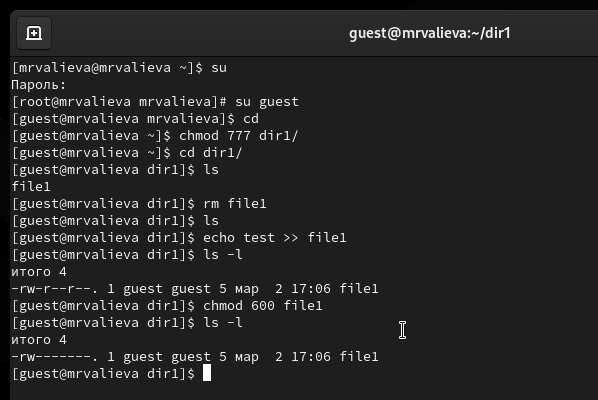 guest@mrvalieva:~/dir1
[mrvalieva@mrvalieva ~]$ su
Пароль:
[root@mrvalieva mrvalieva]# su guest
[guest@mrvalieva mrvalieva]$ cd
[guest@mrvalieva ~]$ chmod 777 dir1/
[guest@mrvalieva ~]$ cd dir1/
[guest@mrvalieva dir1]$ ls
file1
[guest@mrvalieva dir1]$ rm file1
[guest@mrvalieva dir1]$ ls
[guest@mrvalieva dir1]$ echo test >> file1
[guest@mrvalieva dir1]$ ls -l
итого 4
-rw-r--r--. 1 guest guest 5 мар  2 17:06 file1
[guest@mrvalieva dir1]$ chmod 600 file1
[guest@mrvalieva dir1]$ ls -l
итого 4
-rw-------. 1 guest guest 5 мар  2 17:06 file1
[guest@mrvalieva dir1]$